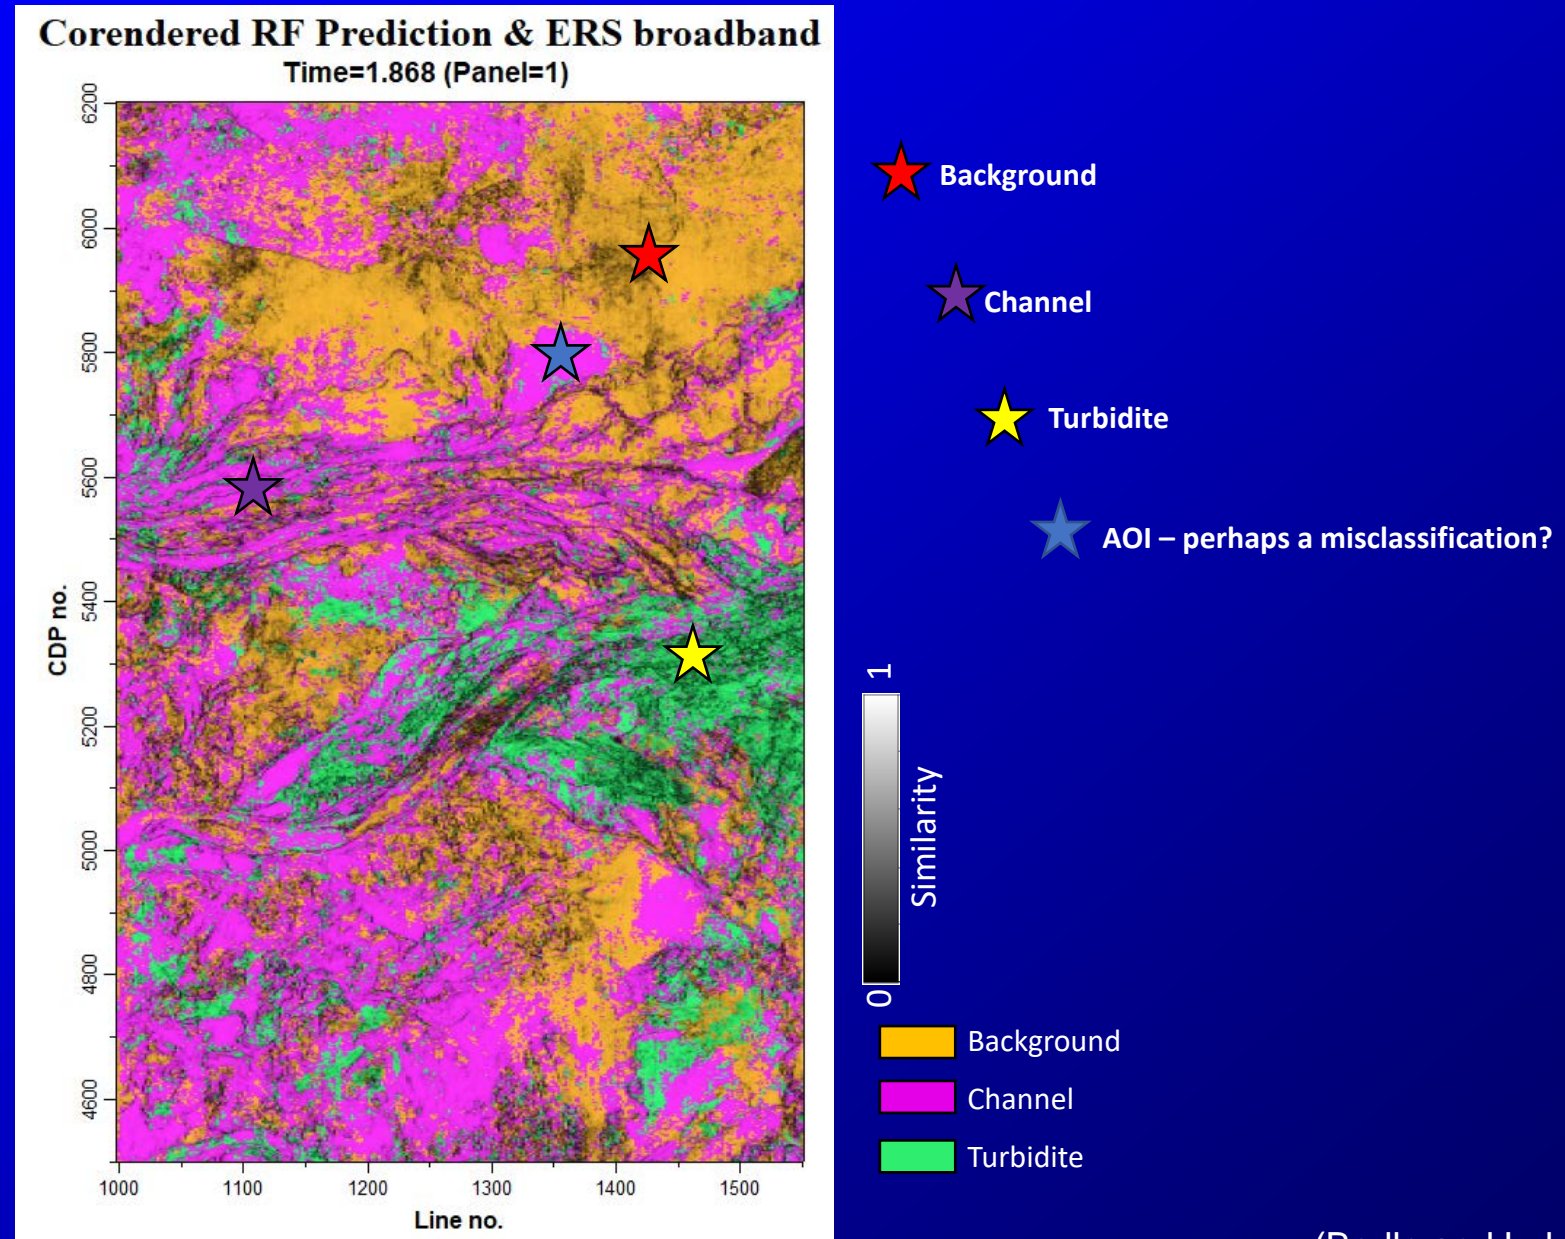 Corendered RF Prediction & ERS broadband
Time=1.868 (Panel=1)
6200
6000
5800
5600
5400
5200
5000
4800
4600
CDP no.
1000 1100 1200 1300 1400 1500
Line no.
Background
Channel
Turbidite
AOI – perhaps a misclassification?
1
Similarity
0
Background
Channel
Turbidite